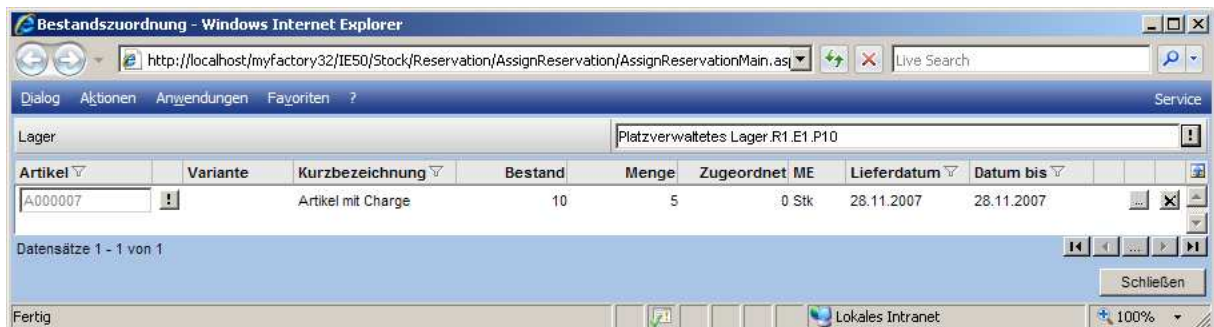 Bestandszuordnung - Windows Internet Explorer
http://localhost/myfactory32/IE50/Stock/Reservation/AssignReservation/AssignReservationMain.as
Live Search
Dialog Aktionen Anwendungen Favoriten ? Service
Lager Platzverwaltetes Lager.R1.E1.P10 !
Artikel Variante Kurzbezeichnung Bestand Menge Zugeordnet ME Lieferdatum Datum bis
A000007 ! Artikel mit Charge 10 5 0 Stk 28.11.2007 28.11.2007 ...
Datensätze 1 - 1 von 1 ...
Schließen
Fertig Lokales Intranet 100%